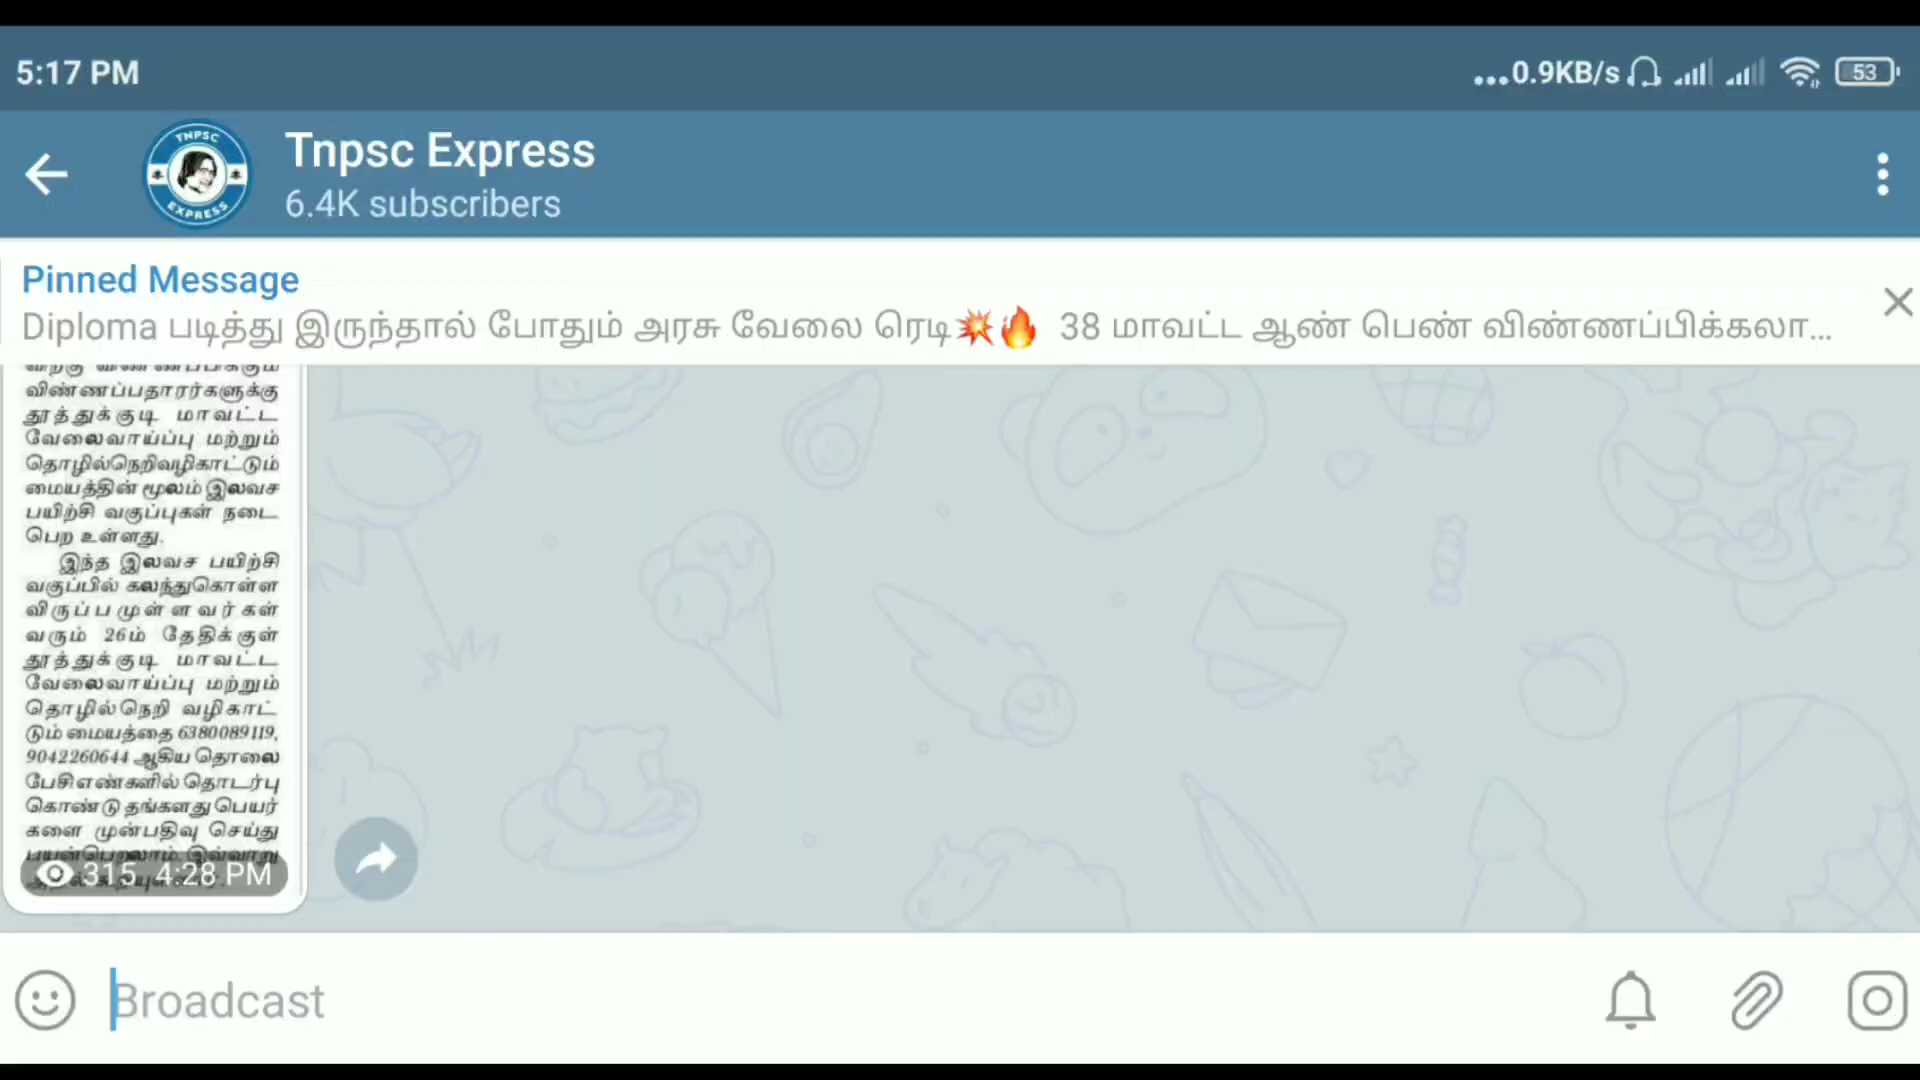 5:17 PM
...0.9KB/s 53
TNPSC
EXPRESS
Tnpsc Express
6.4K subscribers
Pinned Message
Diploma படித்து இருந்தால் போதும் அரசு வேலை ரெடி💥🔥 38 மாவட்ட ஆண் பெண் விண்ணப்பிக்கலா...
விண்ணப்பதாரர்களுக்கு
தூத்துக்குடி மாவட்ட
வேலைவாய்ப்பு மற்றும்
தொழில்நெறிவழிகாட்டும்
மையத்தின் மூலம் இலவச
பயிற்சி வகுப்புகள் நடை
பெற உள்ளது.
இந்த இலவச பயிற்சி
வகுப்பில் கலந்துகொள்ள
விருப்பமுள்ளவர்கள்
வரும் 26ம் தேதிக்குள்
தூத்துக்குடி மாவட்ட
வேலைவாய்ப்பு மற்றும்
தொழில்நெறி வழிகாட்
டும் மையத்தை 6380089119,
9042260644 ஆகிய தொலை
பேசி எண்களில் தொடர்பு
கொண்டு தங்களது பெயர்
களை முன்பதிவு செய்து
பயன்பெறலாம். இவ்வாறு
315 4:28 PM
Broadcast